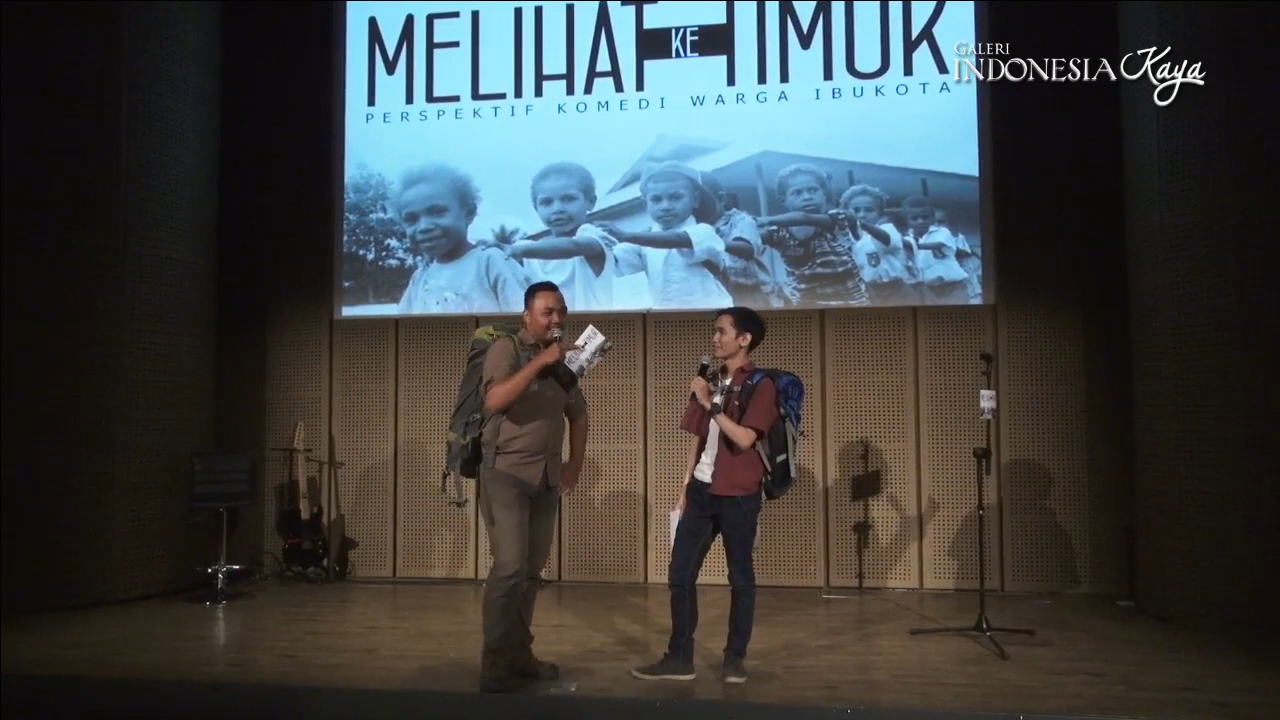 MELIHAT KE TIMUR
PERSPEKTIF KOMEDI WARGA IBUKOTA
GALERI
INDONESIA Kaya